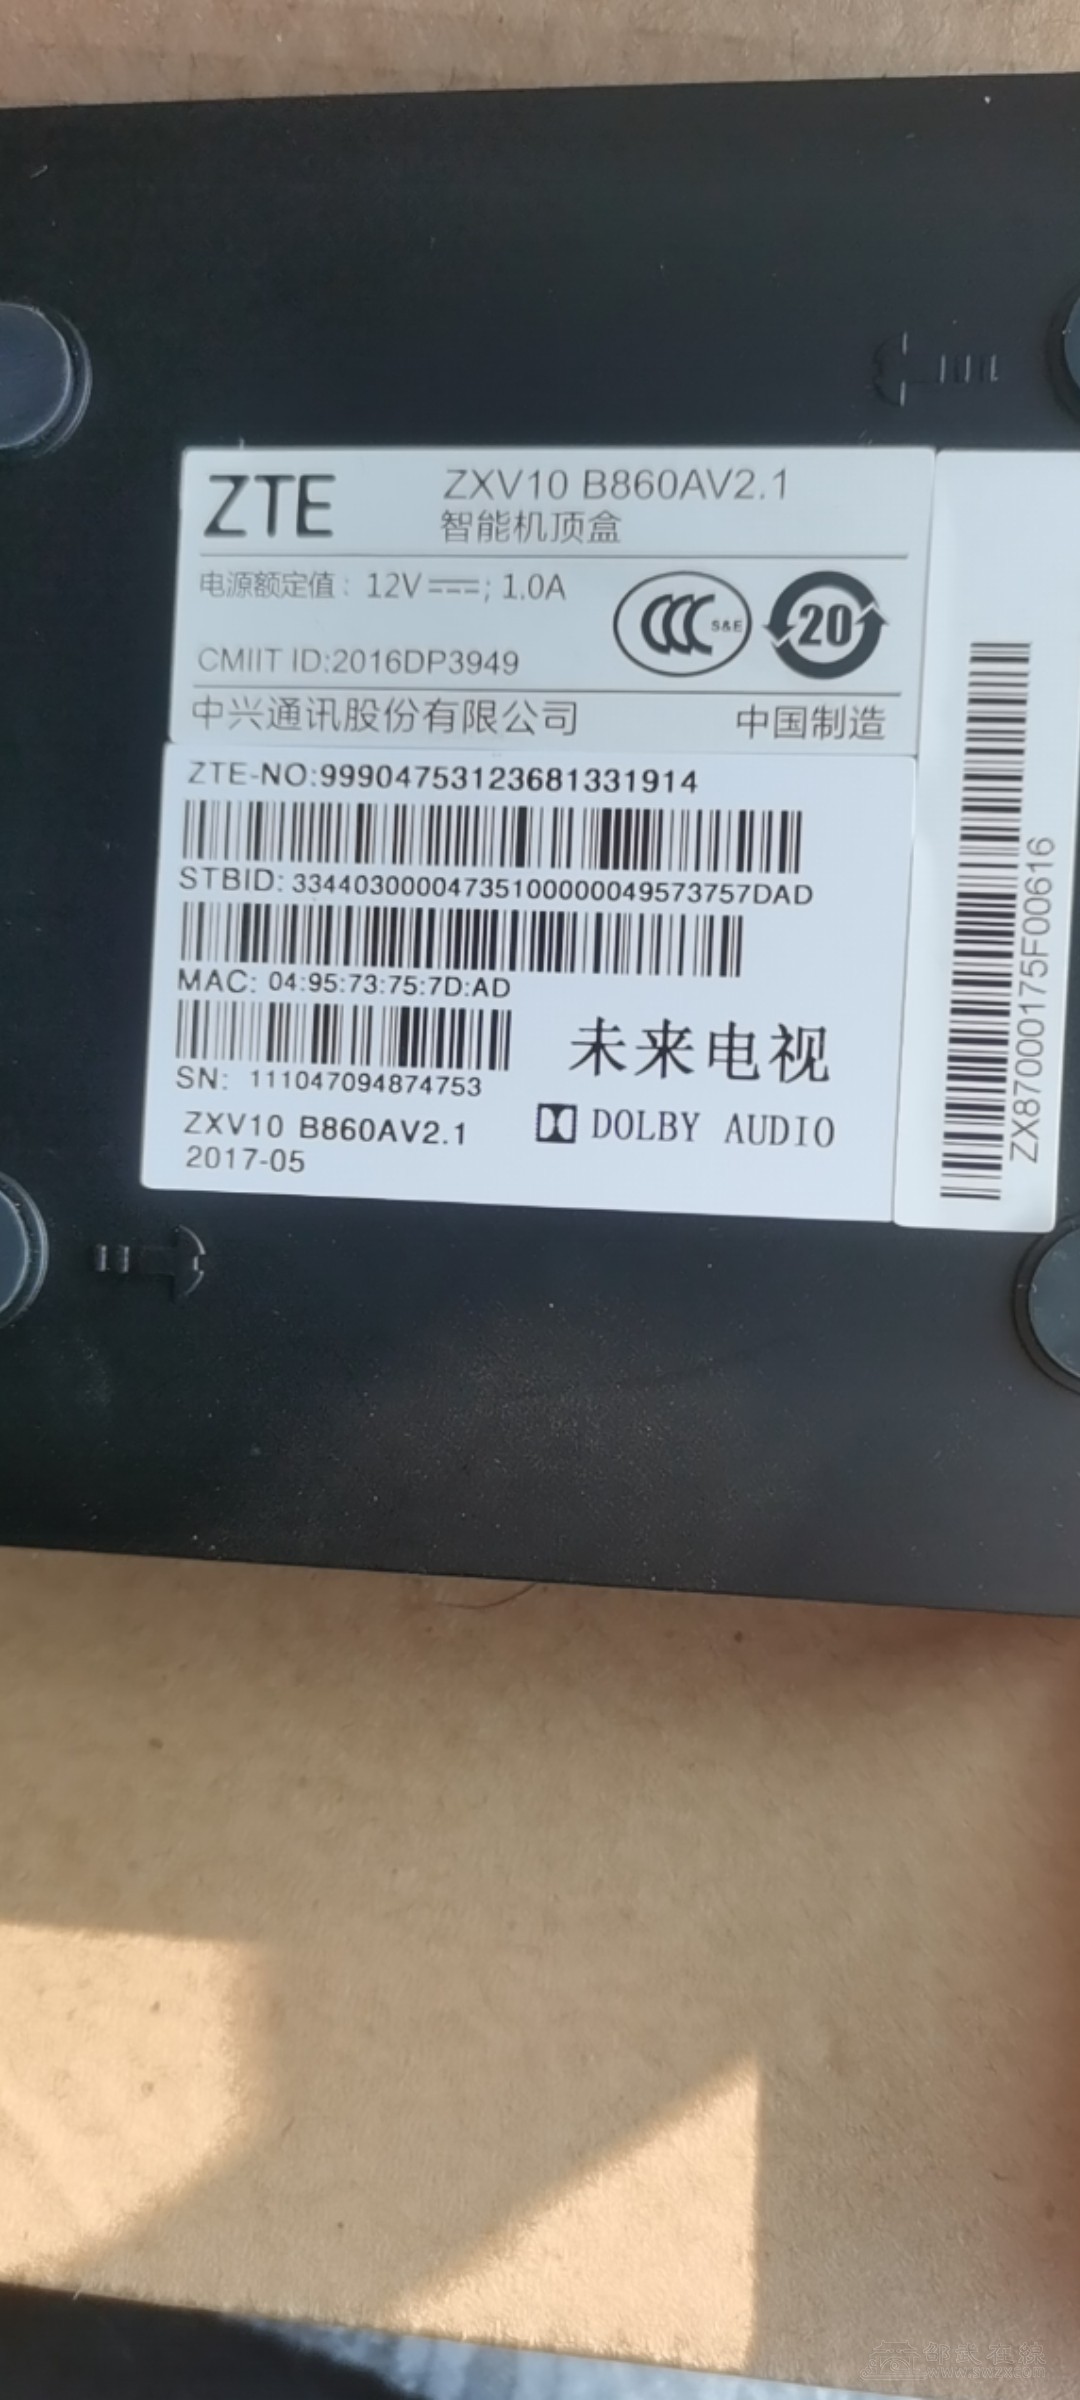 ZTE
ZXV10 B860AV2.1
智能机顶盒
电源额定值：12V⎓; 1.0A
S&E
20
CMIIT ID:2016DP3949
中兴通讯股份有限公司
中国制造
ZTE-NO:99904753123681331914
STBID: 33440300004735100000049573757DAD
MAC: 04:95:73:75:7D:AD
SN: 111047094874753
未来电视
DOLBY AUDIO
ZXV10 B860AV2.1
2017-05
ZX87000175F00616